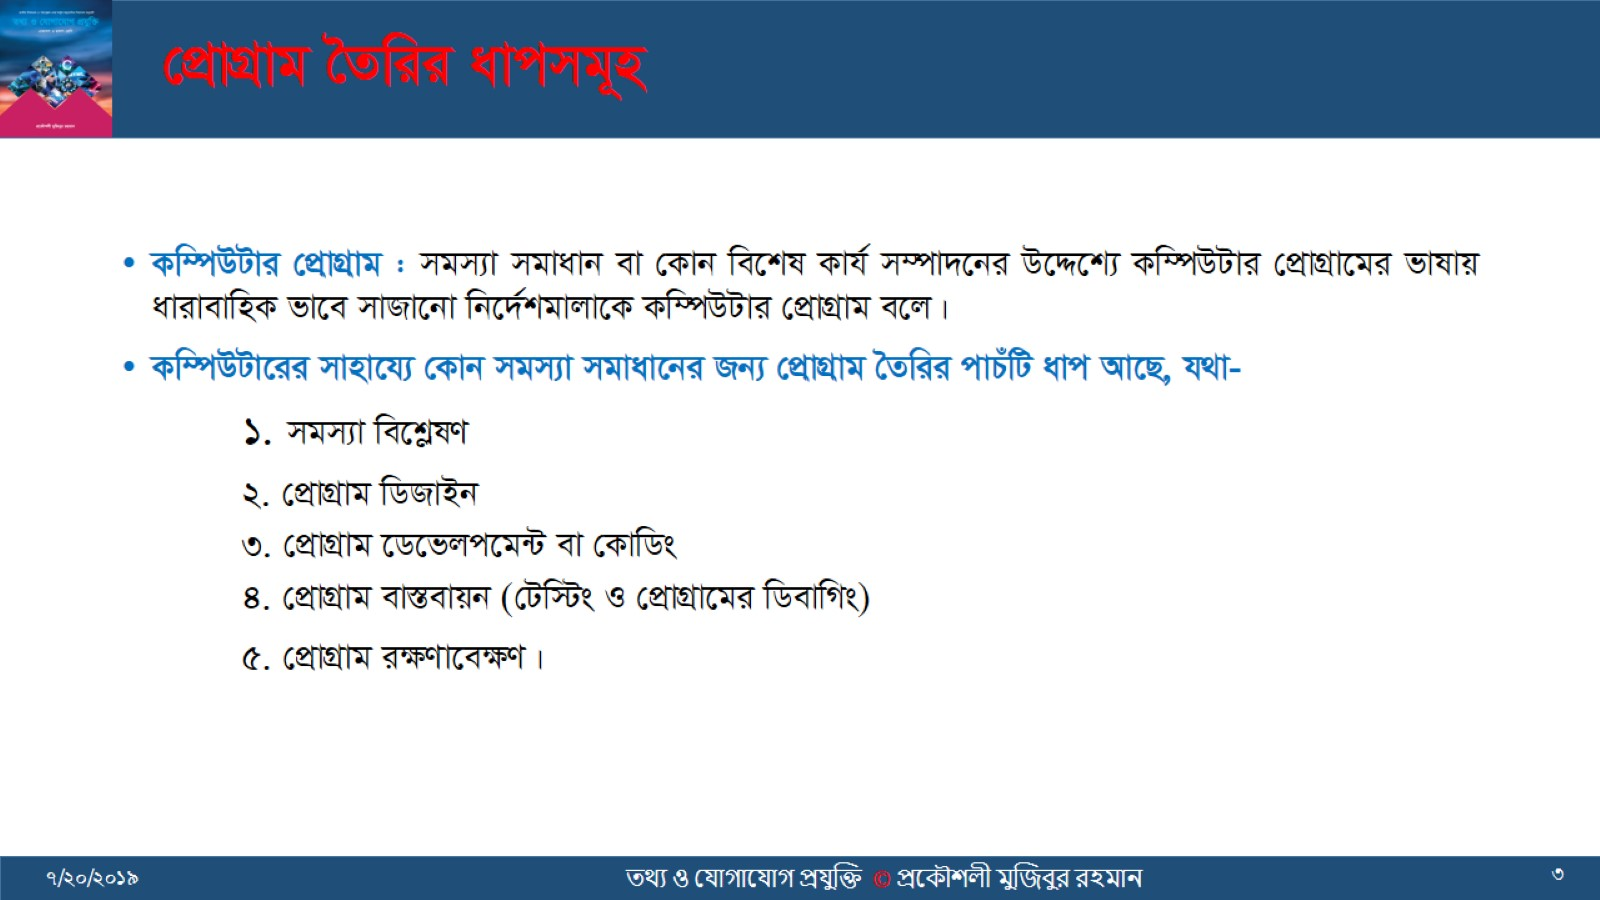 তথ্য ও যোগাযোগ প্রযুক্তি
প্রোগ্রাম তৈরির ধাপসমূহ
• কম্পিউটার প্রোগ্রাম : সমস্যা সমাধান বা কোন বিশেষ কার্য সম্পাদনের উদ্দেশ্যে কম্পিউটার প্রোগ্রামের ভাষায়
ধারাবাহিক ভাবে সাজানো নির্দেশমালাকে কম্পিউটার প্রোগ্রাম বলে।
• কম্পিউটারের সাহায্যে কোন সমস্যা সমাধানের জন্য প্রোগ্রাম তৈরির পাচঁটি ধাপ আছে, যথা-
১. সমস্যা বিশ্লেষণ
২. প্রোগ্রাম ডিজাইন
৩. প্রোগ্রাম ডেভেলপমেন্ট বা কোডিং
৪. প্রোগ্রাম বাস্তবায়ন (টেস্টিং ও প্রোগ্রামের ডিবাগিং)
৫. প্রোগ্রাম রক্ষণাবেক্ষণ।
৭/২০/২০১৯
তথ্য ও যোগাযোগ প্রযুক্তি © প্রকৌশলী মুজিবুর রহমান
৩